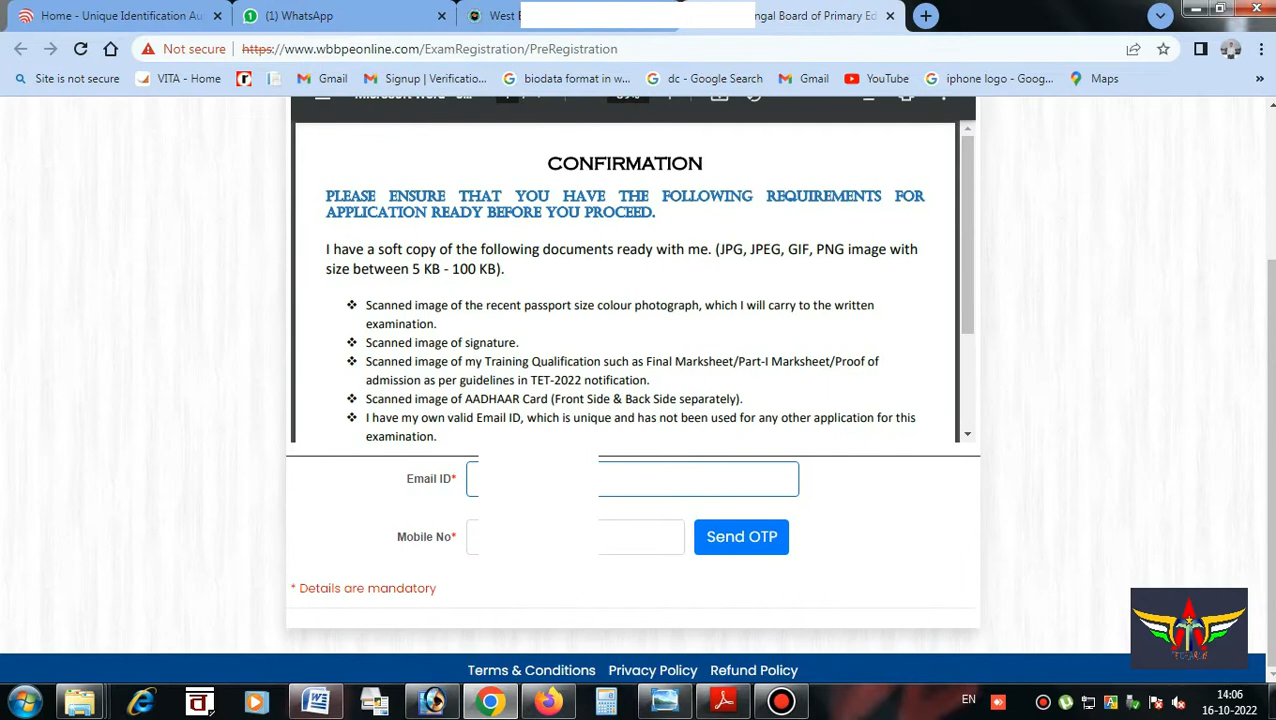 Home - Unique Identification Au
(1) WhatsApp
West B
ngal Board of Primary Ed
Not secure
https://www.wbbpeonline.com/ExamRegistration/PreRegistration
Site is not secure
VITA - Home
Gmail
Signup | Verificatio...
biodata format in w...
dc - Google Search
Gmail
YouTube
iphone logo - Goog...
Maps
»
CONFIRMATION
PLEASE ENSURE THAT YOU HAVE THE FOLLOWING REQUIREMENTS FOR
APPLICATION READY BEFORE YOU PROCEED.
I have a soft copy of the following documents ready with me. (JPG, JPEG, GIF, PNG image with
size between 5 KB - 100 KB).
❖ Scanned image of the recent passport size colour photograph, which I will carry to the written
examination.
❖ Scanned image of signature.
❖ Scanned image of my Training Qualification such as Final Marksheet/Part-I Marksheet/Proof of
admission as per guidelines in TET-2022 notification.
❖ Scanned image of AADHAAR Card (Front Side & Back Side separately).
❖ I have my own valid Email ID, which is unique and has not been used for any other application for this
examination.
Email ID*
Mobile No*
Send OTP
* Details are mandatory
Terms & Conditions
Privacy Policy
Refund Policy
EN
14:06
16-10-2022